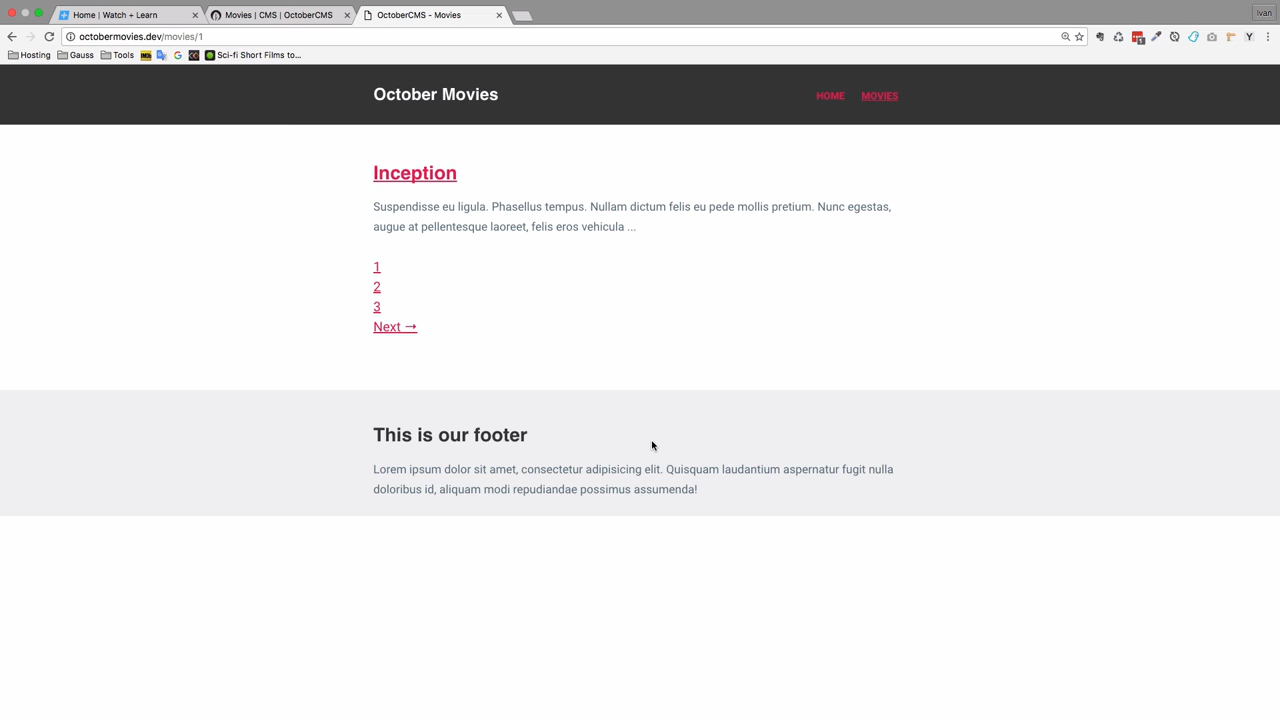 Home | Watch + Learn
Movies | CMS | OctoberCMS
OctoberCMS - Movies
Ivan
octobermovies.dev/movies/1
Hosting
Gauss
Tools
Sci-fi Short Films to...
October Movies
HOME
MOVIES
Inception
Suspendisse eu ligula. Phasellus tempus. Nullam dictum felis eu pede mollis pretium. Nunc egestas,
augue at pellentesque laoreet, felis eros vehicula ...
1
2
3
Next →
This is our footer
Lorem ipsum dolor sit amet, consectetur adipisicing elit. Quisquam laudantium aspernatur fugit nulla
doloribus id, aliquam modi repudiandae possimus assumenda!